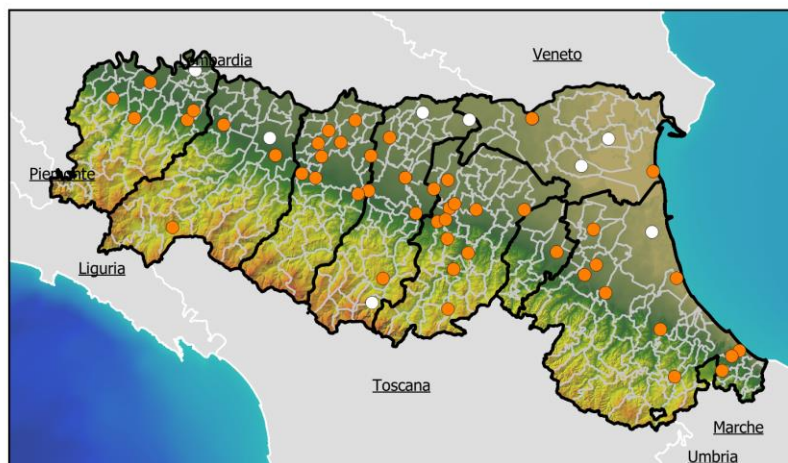 Lombardia
Veneto
Piemonte
Liguria
Toscana
Marche
Umbria